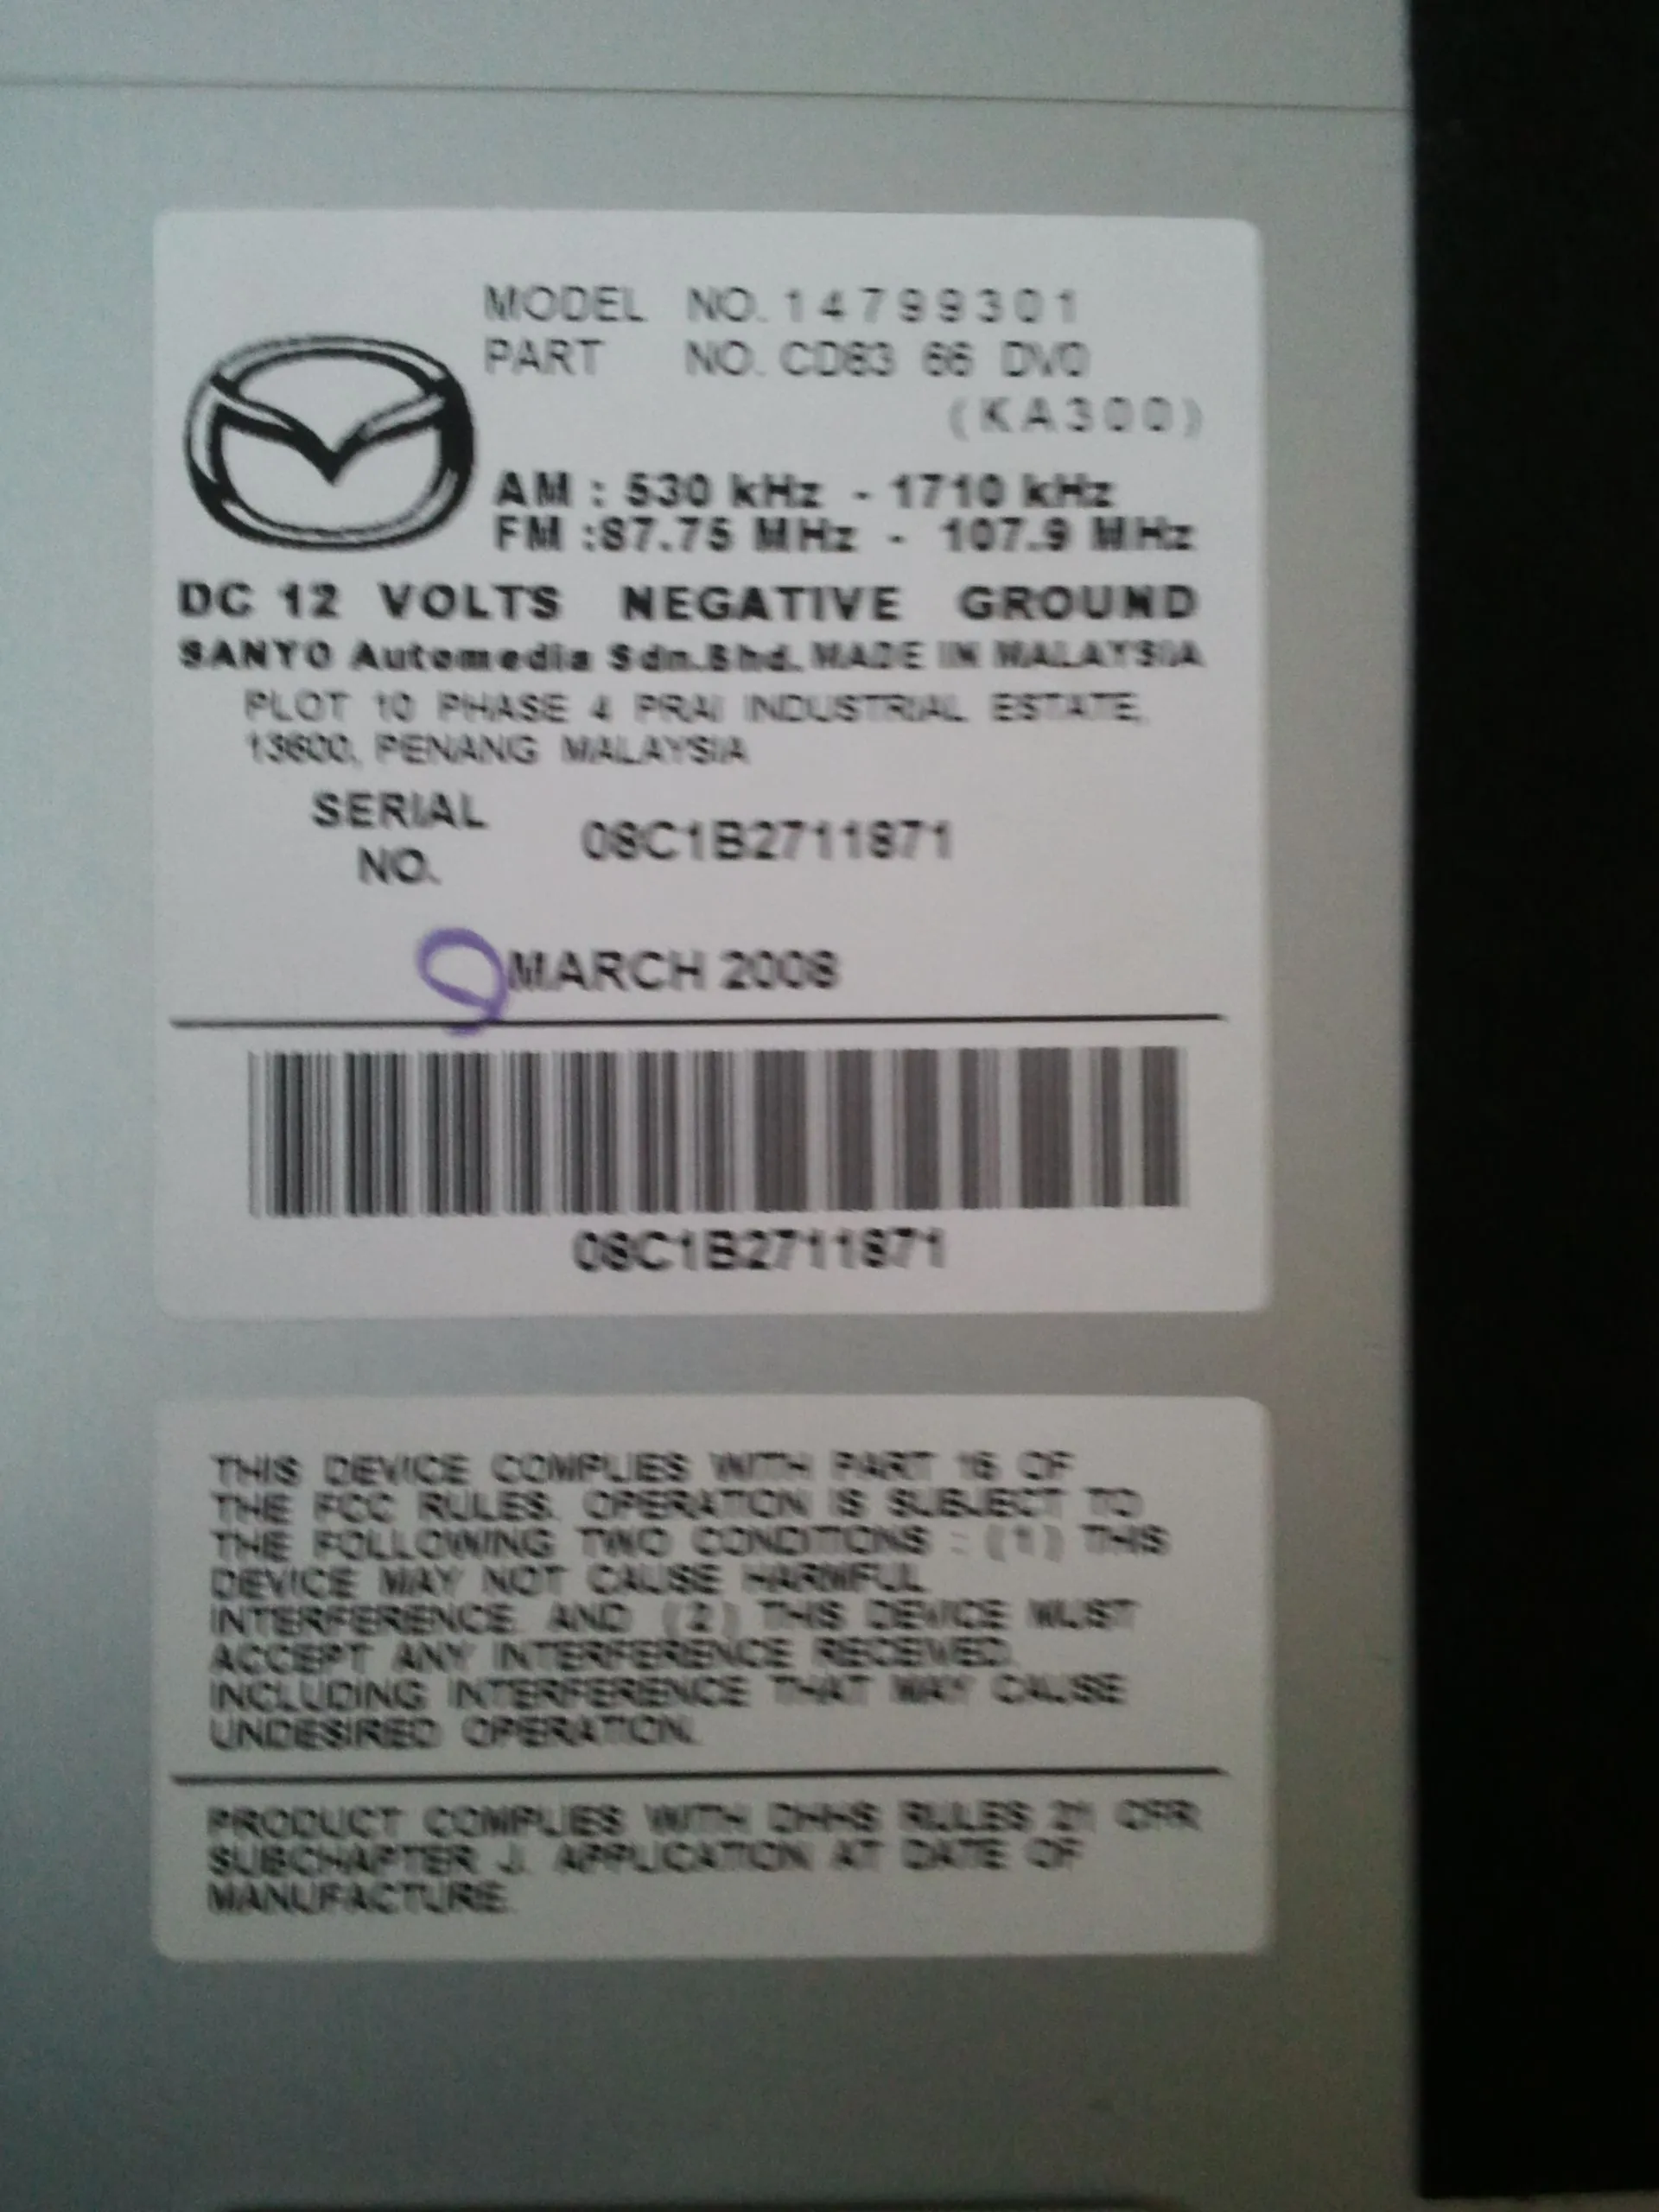 MODEL NO. 14799301
PART NO. CD83 66 DV0
(KA300)
AM : 530 kHz - 1710 kHz
FM :87.75 MHz - 107.9 MHz
DC 12 VOLTS NEGATIVE GROUND
SANYO Automedia Sdn.Bhd. MADE IN MALAYSIA
PLOT 10 PHASE 4 PRAI INDUSTRIAL ESTATE,
13600, PENANG MALAYSIA
SERIAL NO. 08C1B2711871
MARCH 2008
08C1B2711871
THIS DEVICE COMPLIES WITH PART 15 OF
THE FCC RULES. OPERATION IS SUBJECT TO
THE FOLLOWING TWO CONDITIONS : (1) THIS
DEVICE MAY NOT CAUSE HARMFUL
INTERFERENCE AND (2) THIS DEVICE MUST
ACCEPT ANY INTERFERENCE RECEIVED.
INCLUDING INTERFERENCE THAT MAY CAUSE
UNDESIRED OPERATION.
PRODUCT COMPLIES WITH DHHS RULES 21 CFR
SUBCHAPTER J. APPLICATION AT DATE OF
MANUFACTURE.